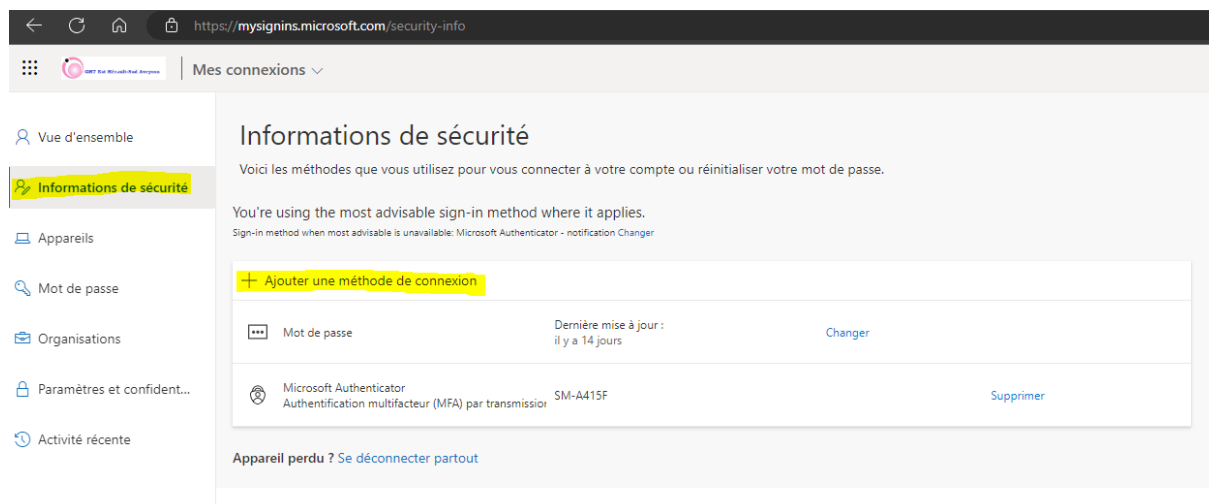 https://mysignins.microsoft.com/security-info
GHT Est Hérault-Sud Aveyron
Mes connexions
Vue d'ensemble
Informations de sécurité
Appareils
Mot de passe
Organisations
Paramètres et confident...
Activité récente
Informations de sécurité
Voici les méthodes que vous utilisez pour vous connecter à votre compte ou réinitialiser votre mot de passe.
You're using the most advisable sign-in method where it applies.
Sign-in method when most advisable is unavailable: Microsoft Authenticator - notification Changer
+ Ajouter une méthode de connexion
Mot de passe
Dernière mise à jour :
il y a 14 jours
Changer
Microsoft Authenticator
Authentification multifacteur (MFA) par transmission
SM-A415F
Supprimer
Appareil perdu ? Se déconnecter partout